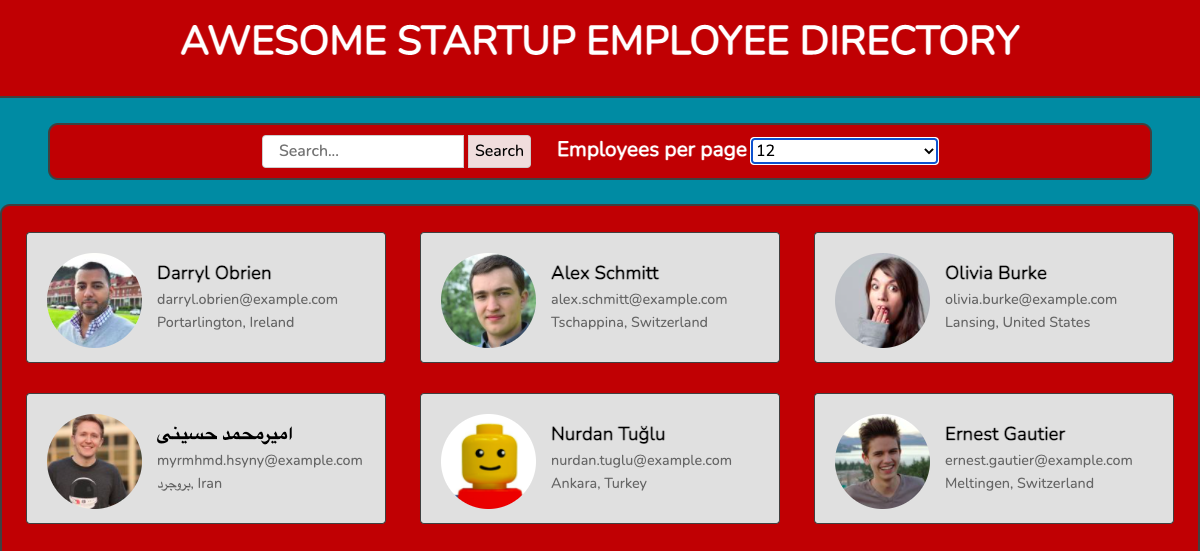 AWESOME STARTUP EMPLOYEE DIRECTORY
Search...
Search
Employees per page 12
Darryl Obrien
darryl.obrien@example.com
Portarlington, Ireland
Alex Schmitt
alex.schmitt@example.com
Tschappina, Switzerland
Olivia Burke
olivia.burke@example.com
Lansing, United States
امیرمحمد حسینی
myrmhmd.hsyny@example.com
بروجرد, Iran
Nurdan Tuğlu
nurdan.tuglu@example.com
Ankara, Turkey
Ernest Gautier
ernest.gautier@example.com
Meltingen, Switzerland